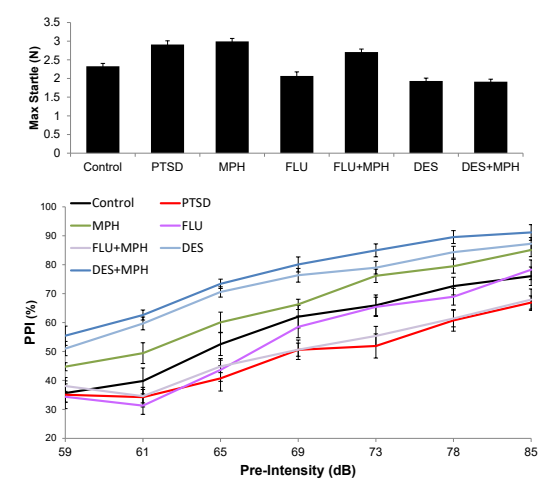 3.5
3
2.5
2
1.5
1
0.5
0
Max Startle (N)
Control PTSD MPH FLU FLU+MPH DES DES+MPH
Control PTSD
MPH FLU
FLU+MPH DES
DES+MPH
100
90
80
70
60
50
40
30
20
PPI (%)
59 61 65 69 73 78 85
Pre-Intensity (dB)